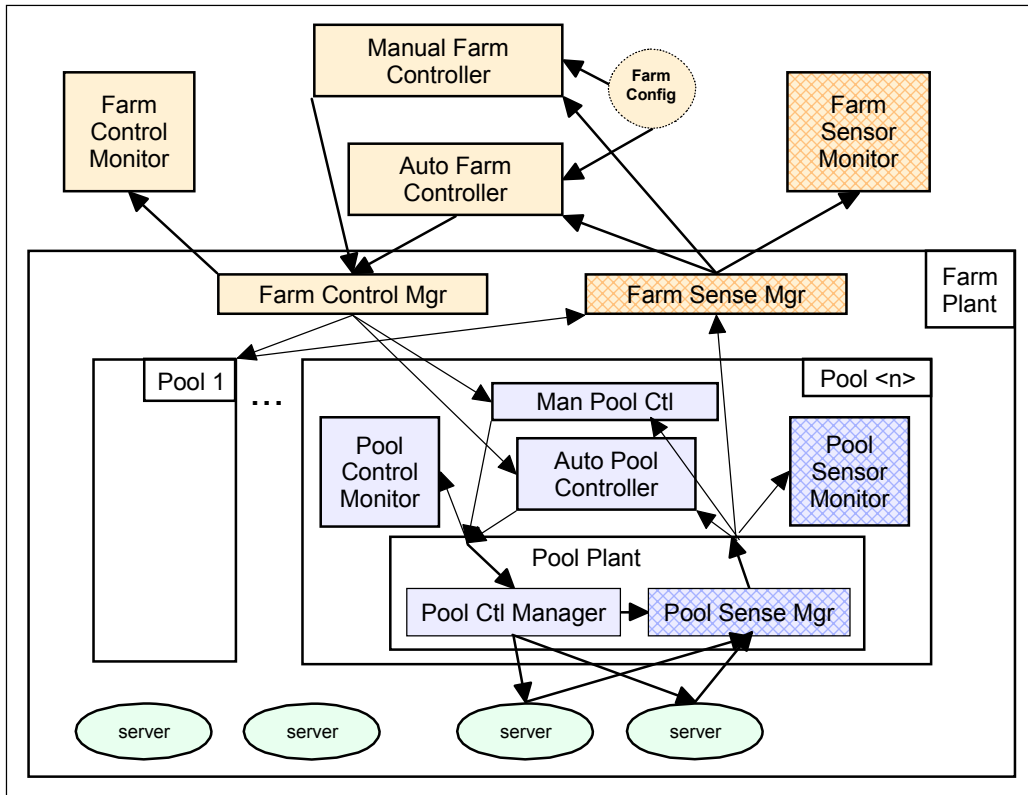 Manual Farm
Controller
Farm
Config
Farm
Control
Monitor
Farm
Sensor
Monitor
Auto Farm
Controller
Farm Control Mgr
Farm Sense Mgr
Farm
Plant
Pool 1
...
Pool <n>
Man Pool Ctl
Pool
Control
Monitor
Auto Pool
Controller
Pool
Sensor
Monitor
Pool Plant
Pool Ctl Manager
Pool Sense Mgr
server
server
server
server